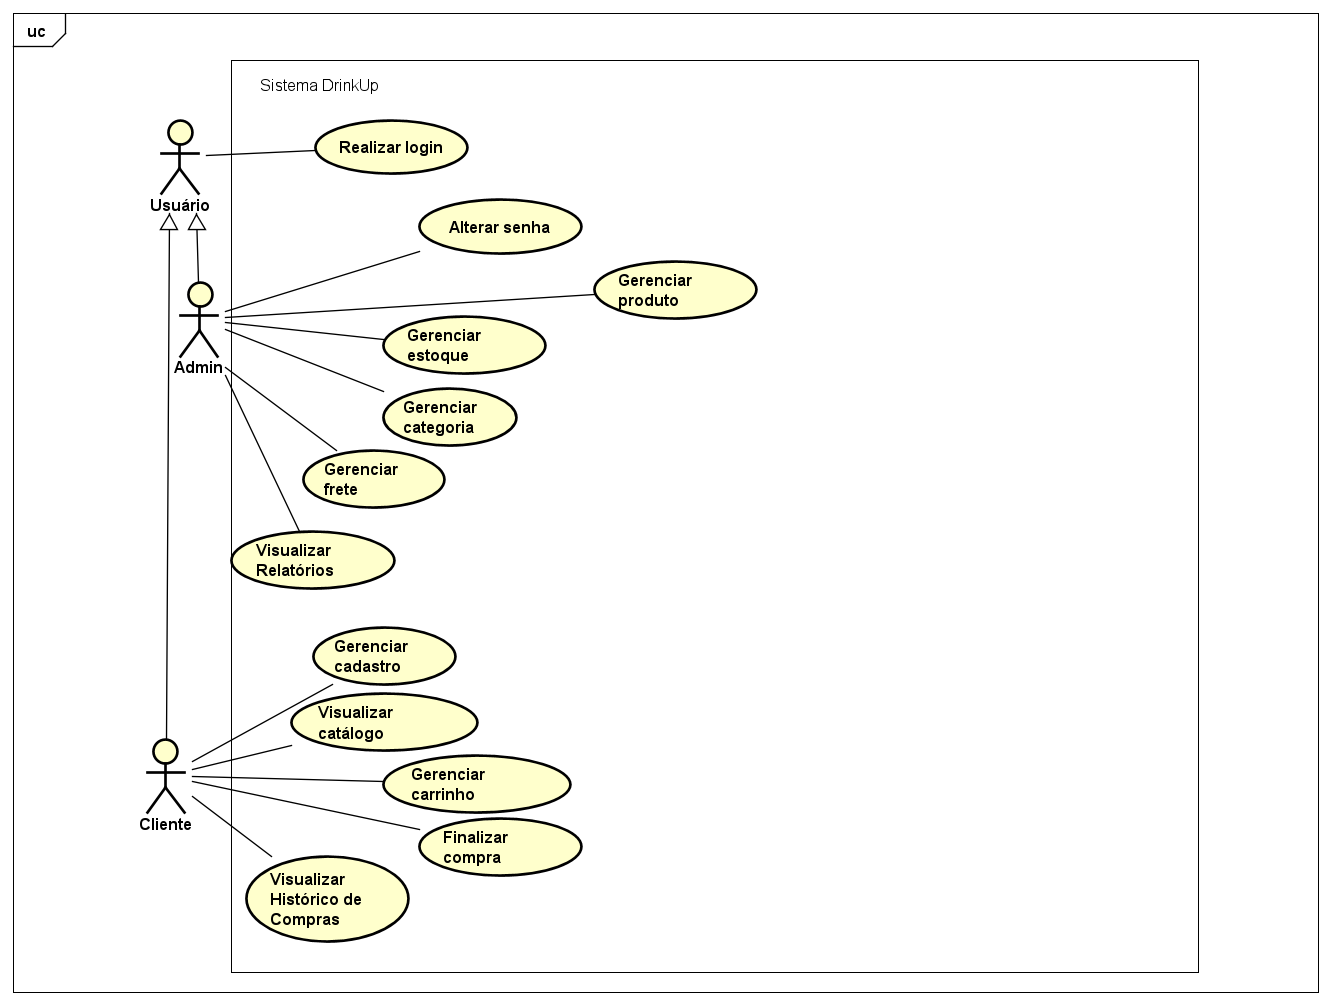 uc
Sistema DrinkUp
Realizar login
Usuário
Alterar senha
Gerenciar
produto
Gerenciar
estoque
Admin
Gerenciar
categoria
Gerenciar
frete
Visualizar
Relatórios
Gerenciar
cadastro
Visualizar
catálogo
Gerenciar
carrinho
Cliente
Finalizar
compra
Visualizar
Histórico de
Compras